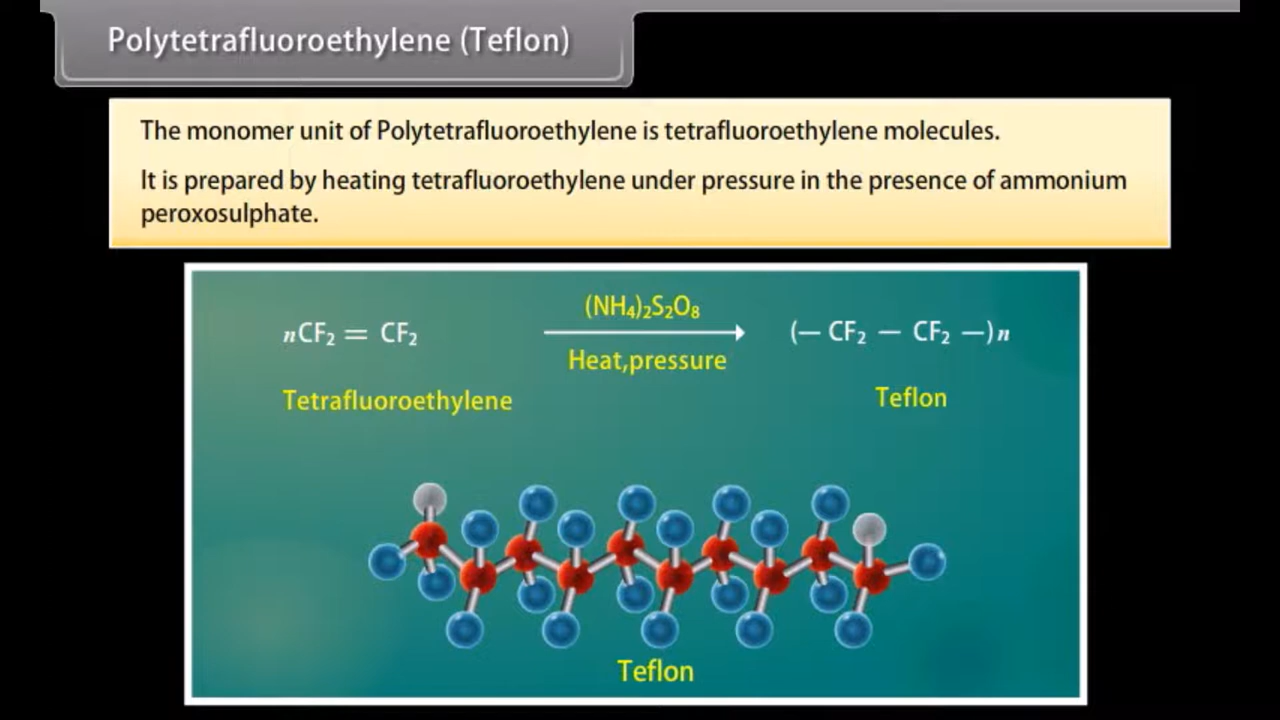 Polytetrafluoroethylene (Teflon)
The monomer unit of Polytetrafluoroethylene is tetrafluoroethylene molecules.
It is prepared by heating tetrafluoroethylene under pressure in the presence of ammonium
peroxosulphate.
nCF₂ = CF₂
(NH₄)₂S₂O₈
Heat,pressure
(— CF₂ — CF₂ —)n
Tetrafluoroethylene
Teflon
Teflon